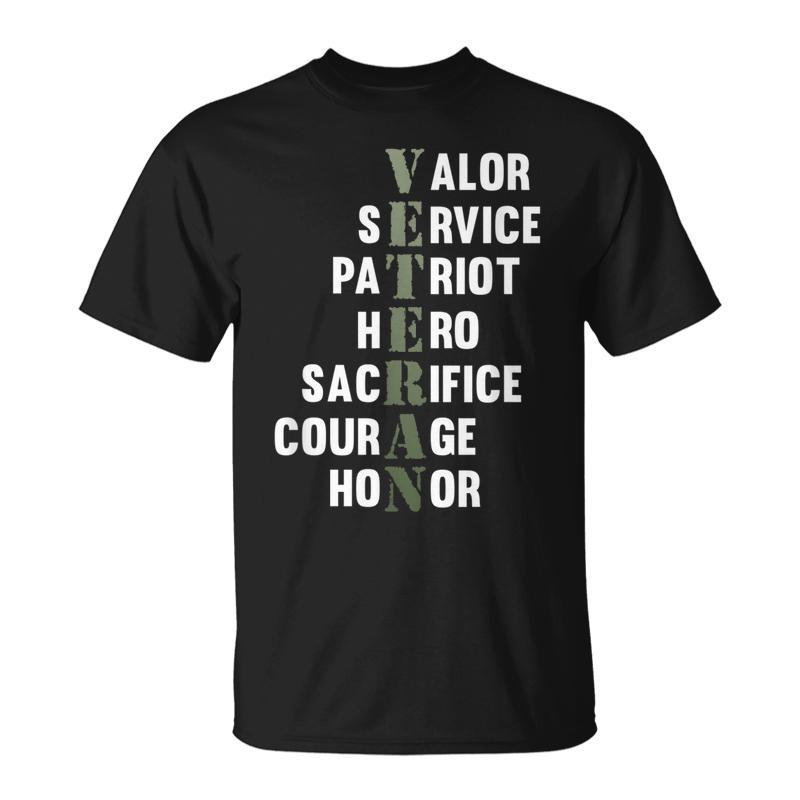 VALOR
SERVICE
PATRIOT
HERO
SACRIFICE
COURAGE
HONOR